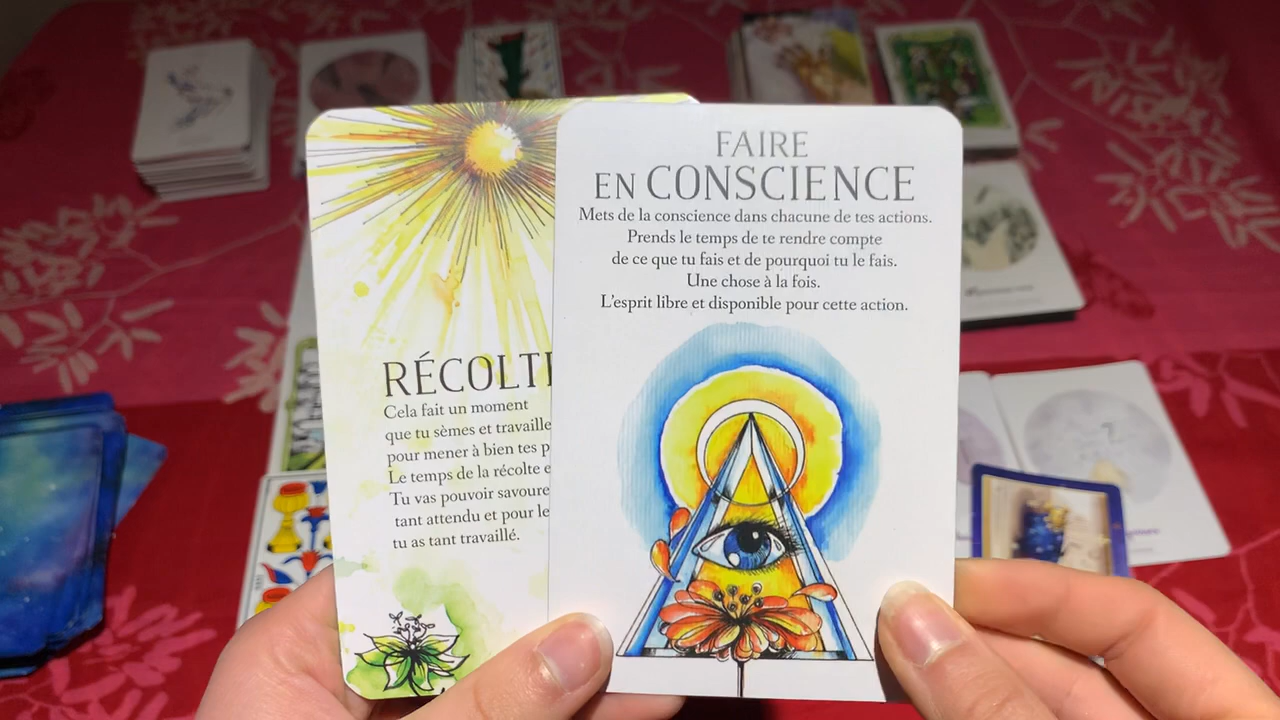 RÉCOLTE
Cela fait un moment
que tu sèmes et travaille
pour mener à bien tes p
Le temps de la récolte e
Tu vas pouvoir savoure
tant attendu et pour le
tu as tant travaillé.
FAIRE
EN CONSCIENCE
Mets de la conscience dans chacune de tes actions.
Prends le temps de te rendre compte
de ce que tu fais et de pourquoi tu le fais.
Une chose à la fois.
L'esprit libre et disponible pour cette action.